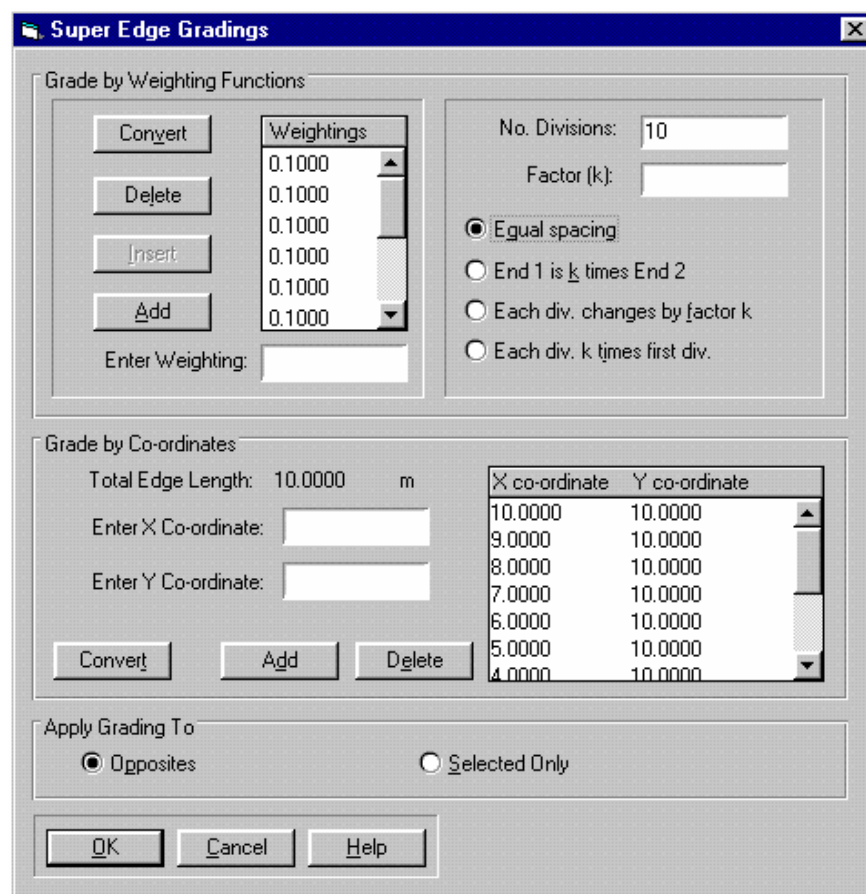 Super Edge Gradings
Grade by Weighting Functions
Convert
Delete
Insert
Add
Weightings
0.1000
0.1000
0.1000
0.1000
0.1000
0.1000
Enter Weighting:
No. Divisions: 10
Factor (k):
Equal spacing
End 1 is k times End 2
Each div. changes by factor k
Each div. k times first div.
Grade by Co-ordinates
Total Edge Length: 10.0000 m
Enter X Co-ordinate:
Enter Y Co-ordinate:
Convert Add Delete
X co-ordinate Y co-ordinate
10.0000 10.0000
9.0000 10.0000
8.0000 10.0000
7.0000 10.0000
6.0000 10.0000
5.0000 10.0000
4.0000 10.0000
Apply Grading To
Opposites Selected Only
OK Cancel Help